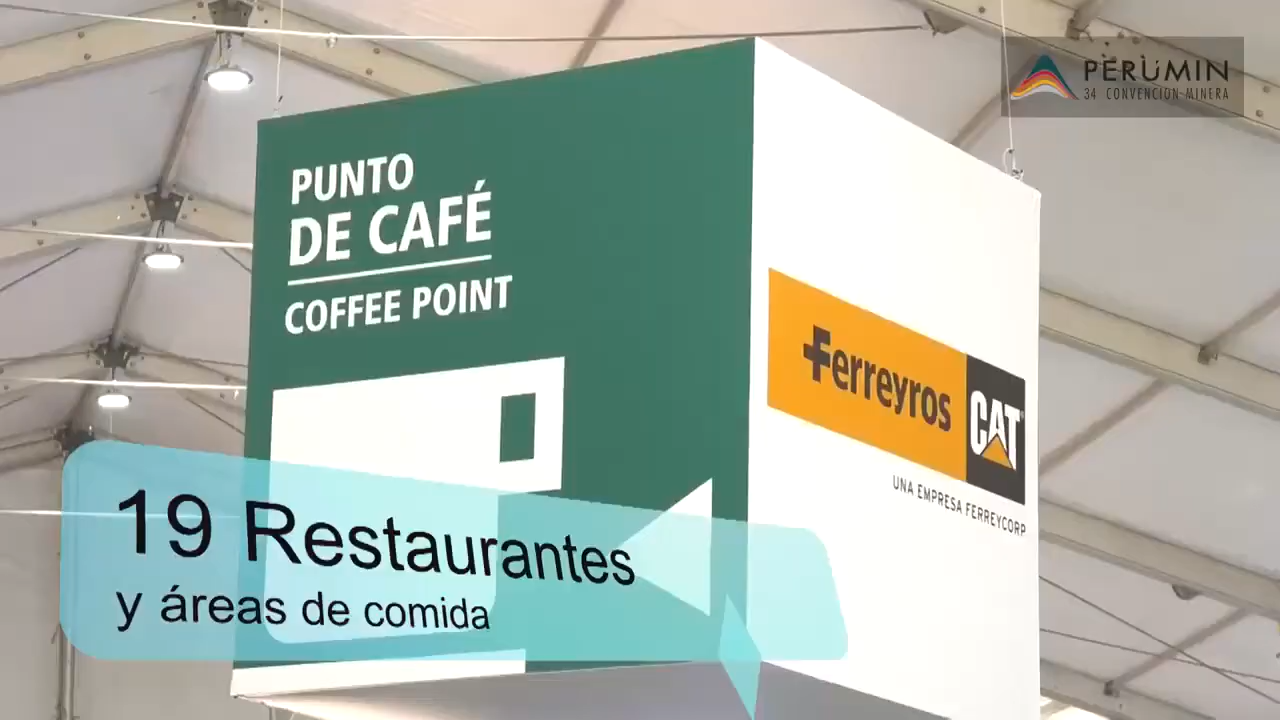 PERUMIN
34 CONVENCIÓN MINERA
PUNTO
DE CAFÉ
COFFEE POINT
Ferreyros
CAT
UNA EMPRESA FERREYCORP
19 Restaurantes
y áreas de comida